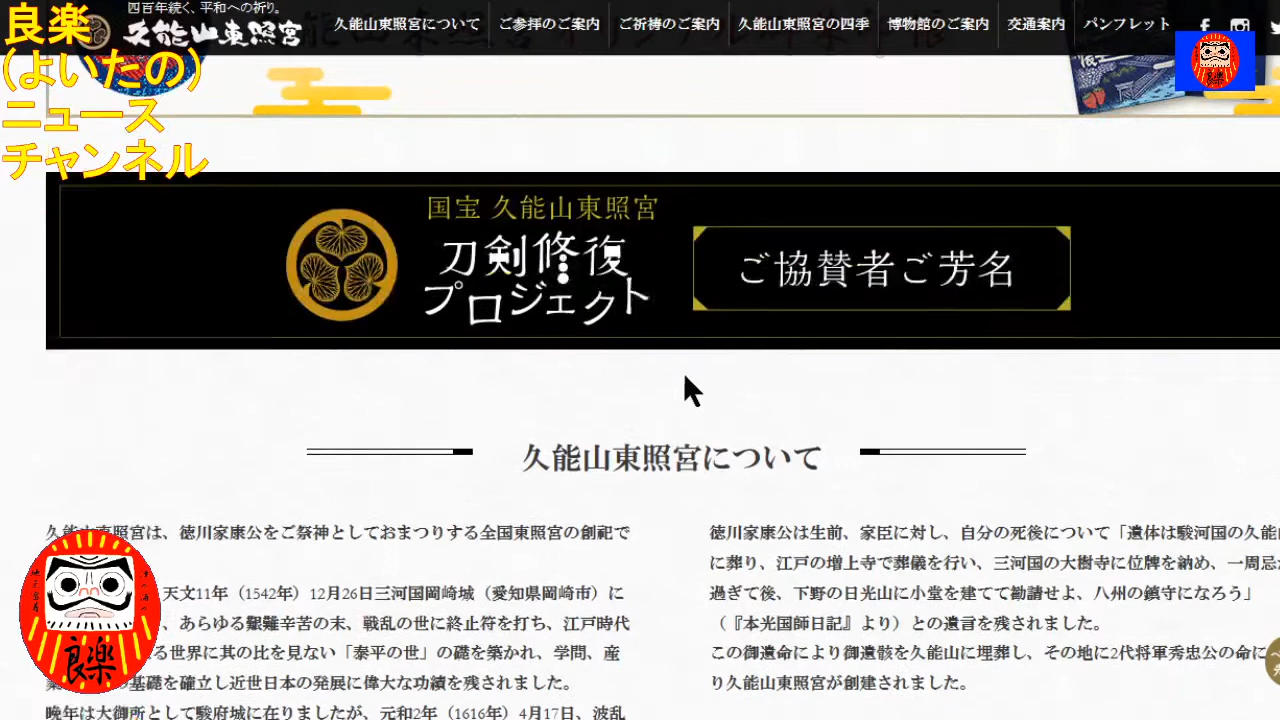 良楽
(よいたの)
ニュース
チャンネル
四百年続く、平和への祈り。
久能山東照宮
久能山東照宮について
ご参拝のご案内
ご祈祷のご案内
久能山東照宮の四季
博物館のご案内
交通案内
パンフレット
良楽
国宝 久能山東照宮
刀剣修復
プロジェクト
ご協賛者ご芳名
久能山東照宮について
久能山東照宮は、徳川家康公をご祭神としておまつりする全国東照宮の創祀で
天文11年（1542年）12月26日三河国岡崎城（愛知県岡崎市）に
、あらゆる艱難辛苦の末、戦乱の世に終止符を打ち、江戸時代
る世界に其の比を見ない「泰平の世」の礎を築かれ、学問、産
基礎を確立し近世日本の発展に偉大な功績を残されました。
晩年は大御所として駿府城に在りましたが、元和2年（1616年）4月17日、波乱
徳川家康公は生前、家臣に対し、自分の死後について「遺体は駿河国の久能山
に葬り、江戸の増上寺で葬儀を行い、三河国の大樹寺に位牌を納め、一周忌が
過ぎて後、下野の日光山に小堂を建てて勧請せよ、八州の鎮守になろう」
（『本光国師日記』より）との遺言を残されました。
この御遺命により御遺骸を久能山に埋葬し、その地に2代将軍秀忠公の命によ
り久能山東照宮が創建されました。
良楽